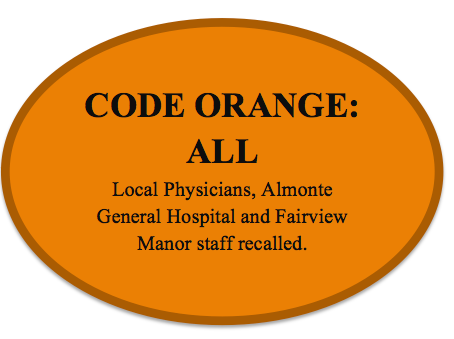 CODE ORANGE:
ALL
Local Physicians, Almonte
General Hospital and Fairview
Manor staff recalled.